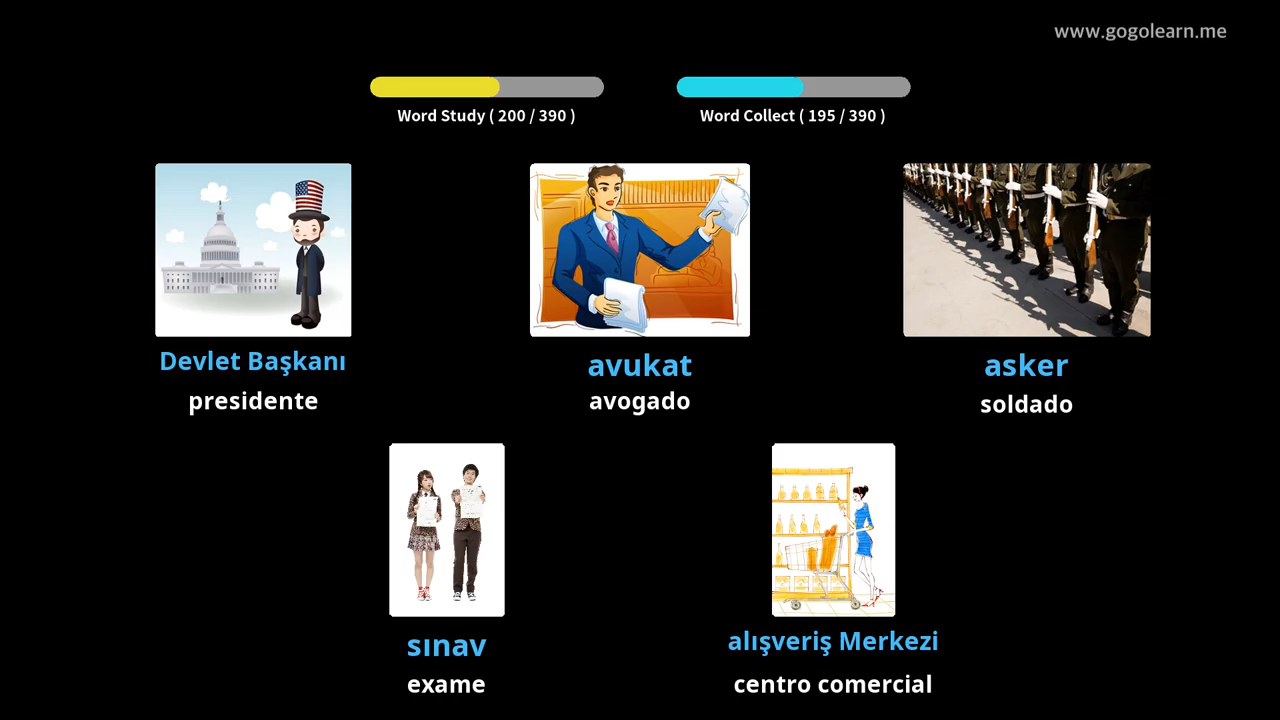 www.gogolearn.me
Word Study ( 200 / 390 )
Word Collect ( 195 / 390 )
Devlet Başkanı
presidente
avukat
avogado
asker
soldado
sınav
exame
alışveriş Merkezi
centro comercial